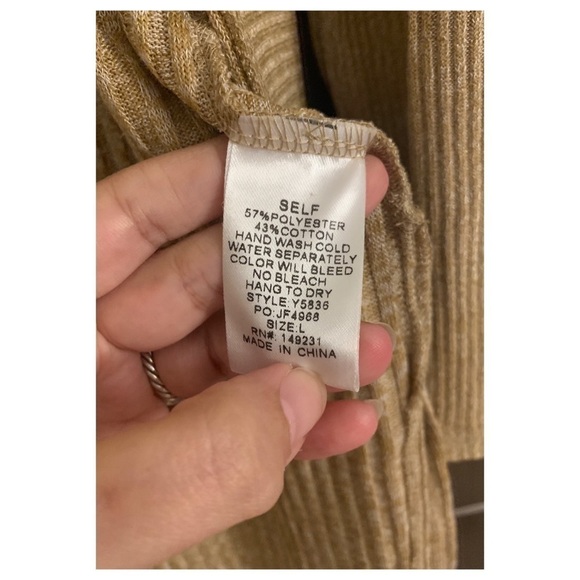 SELF
57%POLYESTER
43%COTTON
HAND WASH COLD
WATER SEPARATELY
COLOR WILL BLEED
NO BLEACH
HANG TO DRY
STYLE:Y5836
PO:JF4968
SIZE:L
RN#: 149231
MADE IN CHINA